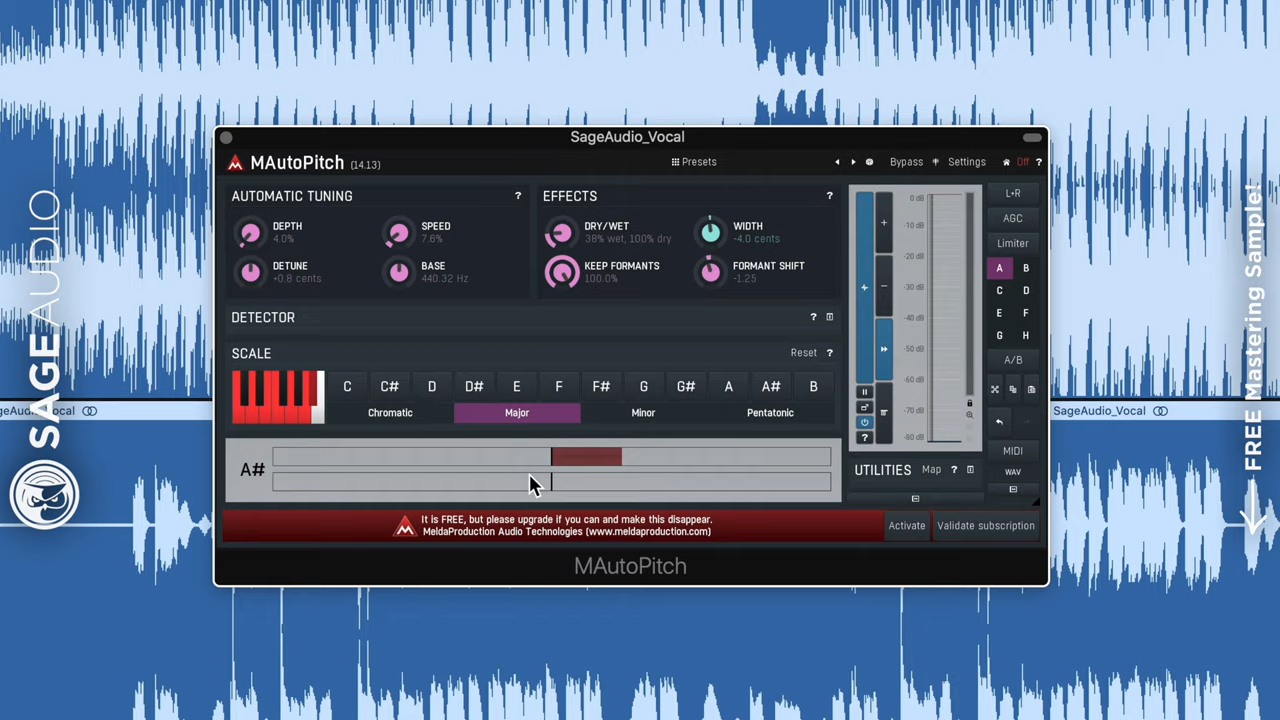 SageAudio_Vocal
MAutoPitch (14.13)
Presets
Bypass
Settings
Off ?
AUTOMATIC TUNING ?
DEPTH
4.0%
SPEED
7.6%
DETUNE
+0.8 cents
BASE
440.32 Hz
EFFECTS ?
DRY/WET
38% wet, 100% dry
WIDTH
-4.0 cents
KEEP FORMANTS
100.0%
FORMANT SHIFT
-1.25
DETECTOR ?
SCALE
Reset ?
C C# D D# E F F# G G# A A# B
Chromatic Major Minor Pentatonic
A#
0 dB
-10 dB
-20 dB
-30 dB
-40 dB
-50 dB
-60 dB
-70 dB
-80 dB
+
−
?
UTILITIES Map ?
L+R
AGC
Limiter
A B
C D
E F
G H
A/B
MIDI
WAV
It is FREE, but please upgrade if you can and make this disappear.
MeldaProduction Audio Technologies (www.meldaproduction.com)
Activate
Validate subscription
MAutoPitch
SAGEAUDIO
FREE Mastering Sample!
geAudio_Vocal
SageAudio_Vocal